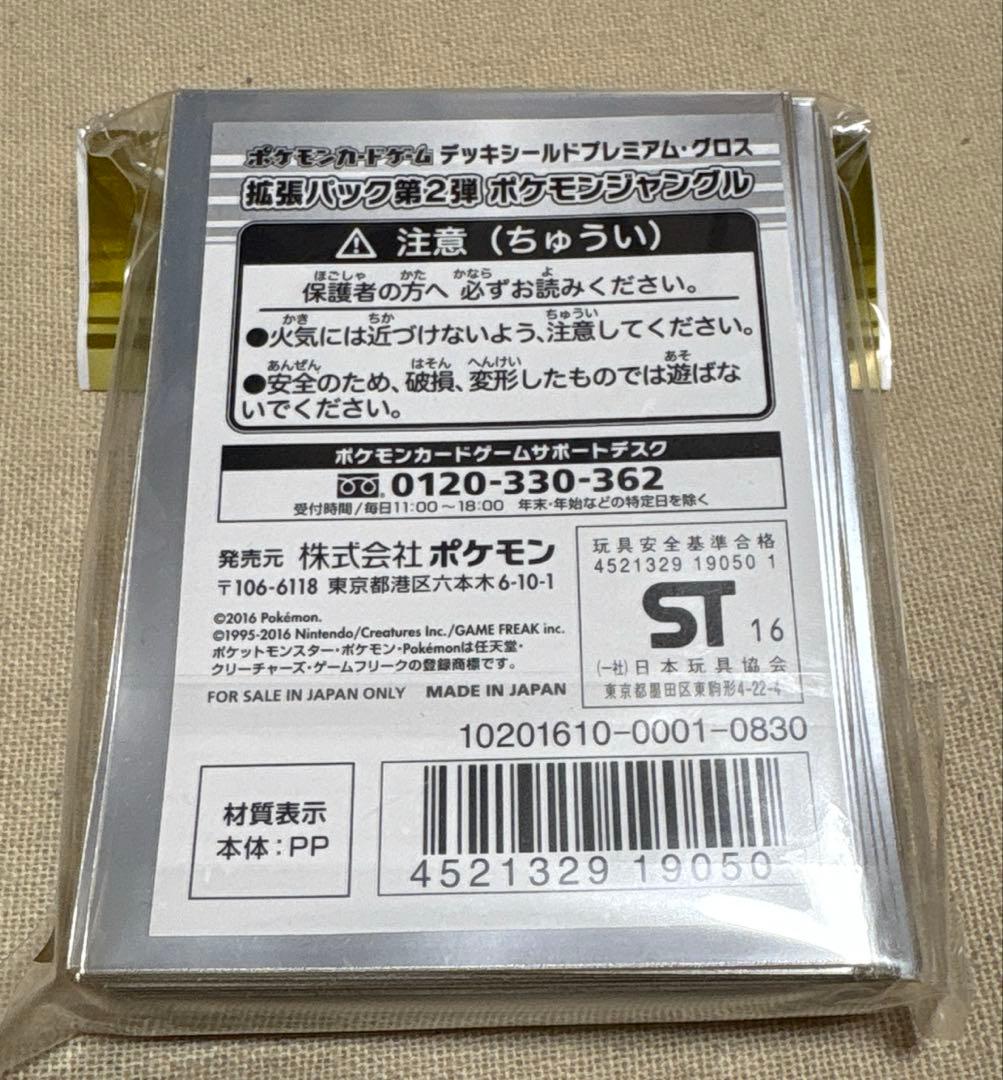 ポケモンカードゲーム デッキシールドプレミアム・グロス
拡張パック第2弾 ポケモンジャングル
注意（ちゅうい）
ほごしゃ かた かなら よ
保護者の方へ 必ずお読みください。
かき ちか ちゅうい
●火気には近づけないよう、注意してください。
あんぜん はそん へんけい あそ
●安全のため、破損、変形したものでは遊ばな
いでください。
ポケモンカードゲームサポートデスク
0120-330-362
受付時間/毎日11:00～18:00 年末・年始などの特定日を除く
発売元 株式会社 ポケモン
〒106-6118 東京都港区六本木6-10-1
©2016 Pokémon.
©1995-2016 Nintendo/Creatures Inc./GAME FREAK inc.
ポケットモンスター・ポケモン・Pokémonは任天堂・
クリーチャーズ・ゲームフリークの登録商標です。
FOR SALE IN JAPAN ONLY MADE IN JAPAN
玩具安全基準合格
4521329 19050 1
ST 16
(一社)日本玩具協会
東京都墨田区東駒形4-22-4
10201610-0001-0830
材質表示
本体：PP
4521329 19050